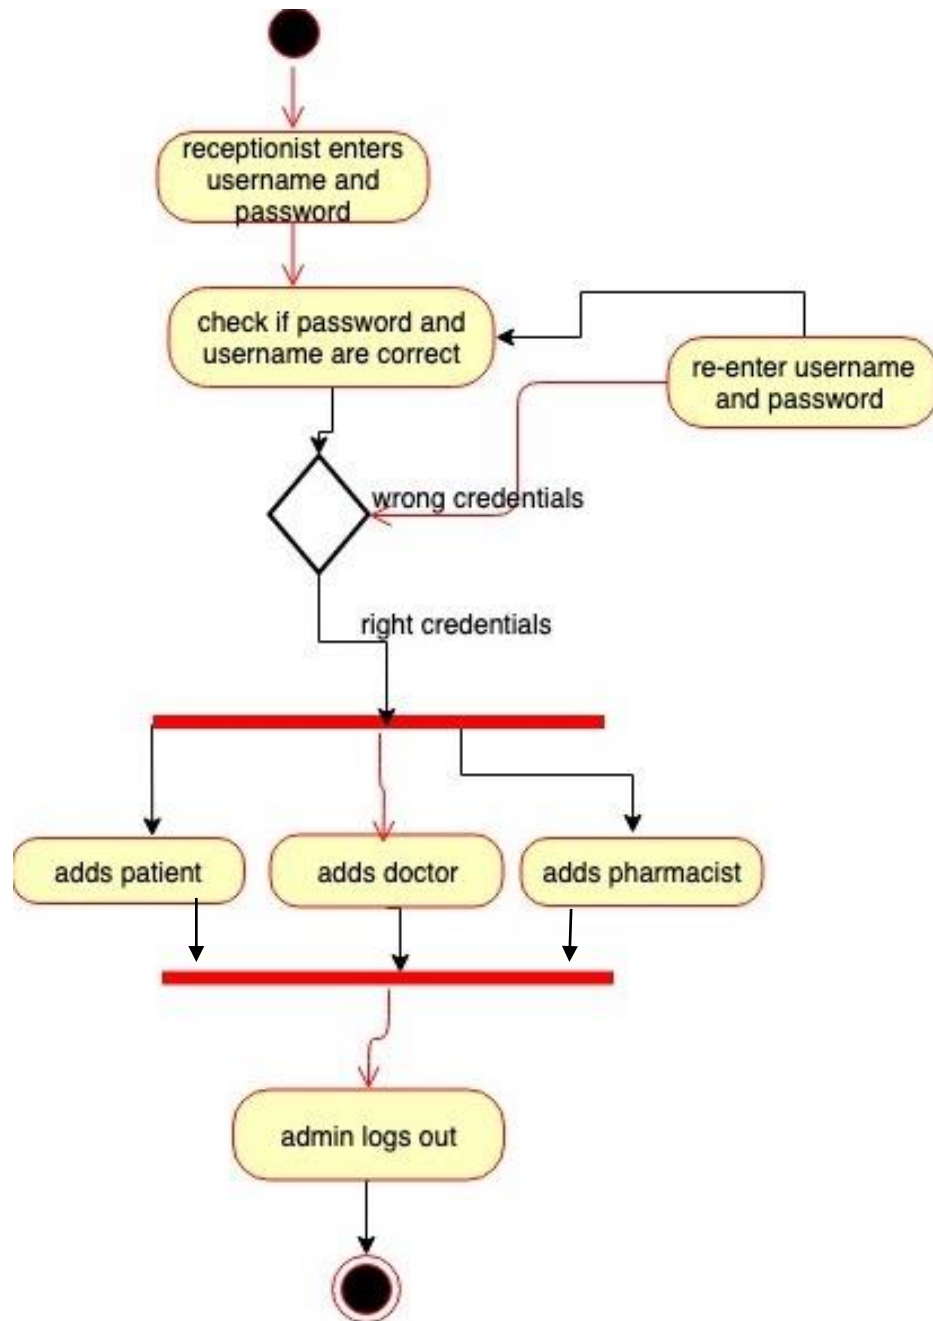 receptionist enters
username and
password
check if password and
username are correct
re-enter username
and password
wrong credentials
right credentials
adds patient
adds doctor
adds pharmacist
admin logs out